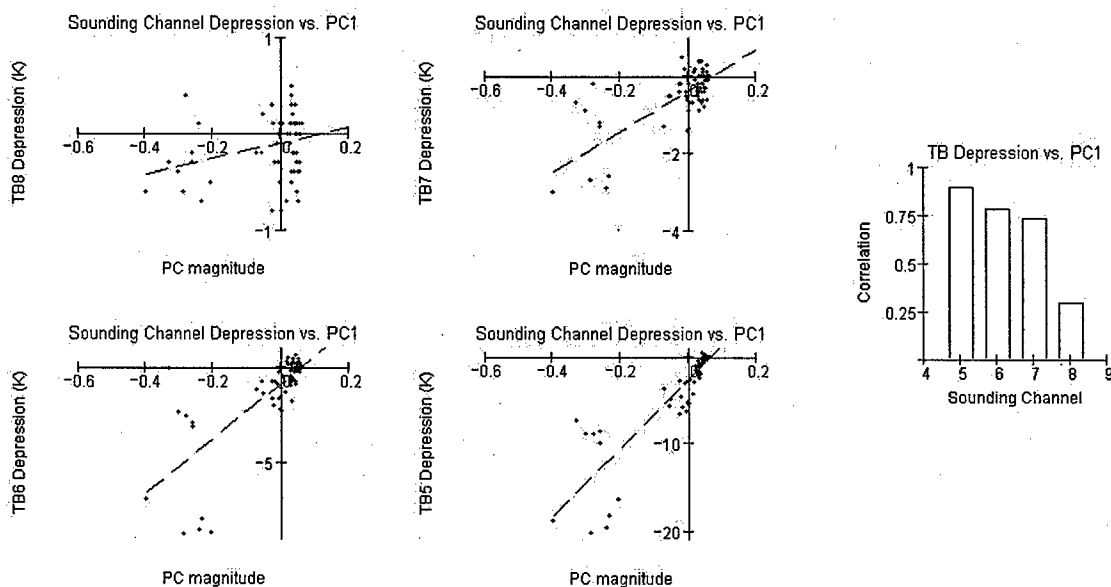 Sounding Channel Depression vs. PC1
1
TB8 Depression (K)
-0.6
-0.4
-0.2
0
0.2
-1
PC magnitude
Sounding Channel Depression vs. PC1
TB7 Depression (K)
-0.6
-0.4
-0.2
0
0.2
-2
-4
PC magnitude
TB Depression vs. PC1
1
0.75
0.5
0.25
Correlation
4
5
6
7
8
9
Sounding Channel
Sounding Channel Depression vs. PC1
TB6 Depression (K)
-0.6
-0.4
-0.2
0
0.2
-5
PC magnitude
Sounding Channel Depression vs. PC1
TB5 Depression (K)
-0.6
-0.4
-0.2
0
0.2
-10
-20
PC magnitude